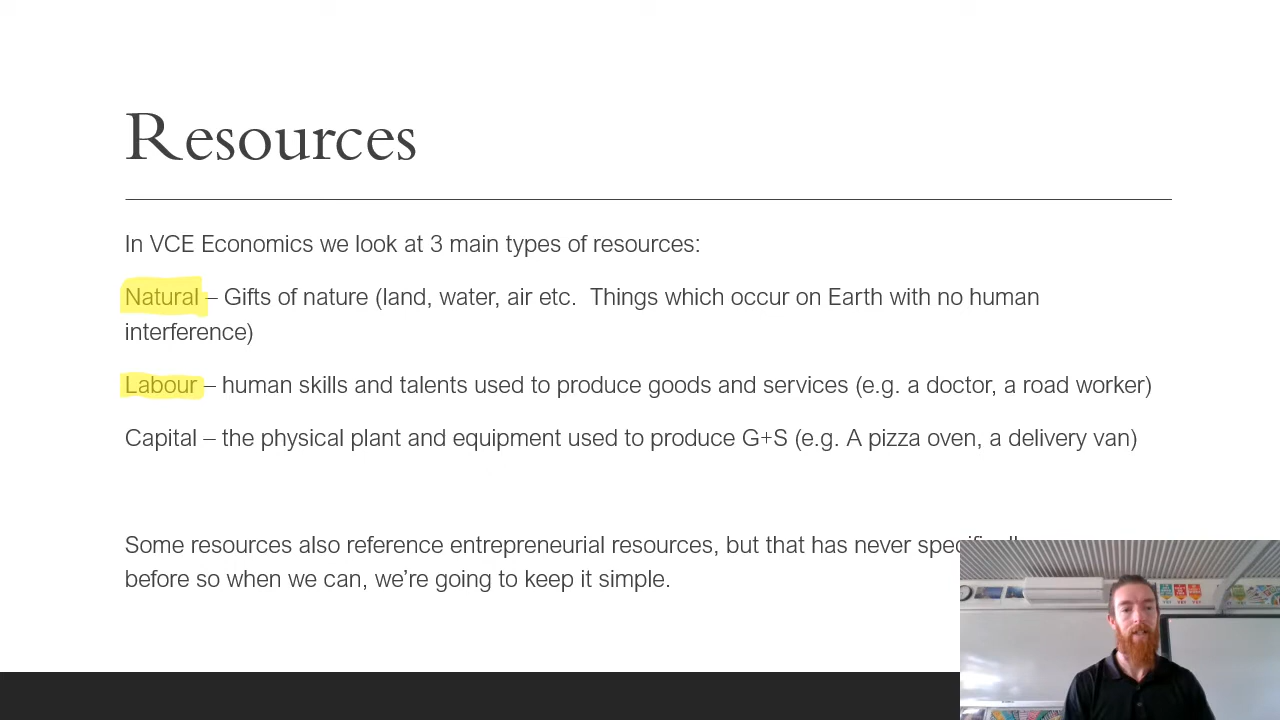 Resources
In VCE Economics we look at 3 main types of resources:
Natural – Gifts of nature (land, water, air etc.  Things which occur on Earth with no human
interference)
Labour – human skills and talents used to produce goods and services (e.g. a doctor, a road worker)
Capital – the physical plant and equipment used to produce G+S (e.g. A pizza oven, a delivery van)
Some resources also reference entrepreneurial resources, but that has never
before so when we can, we’re going to keep it simple.